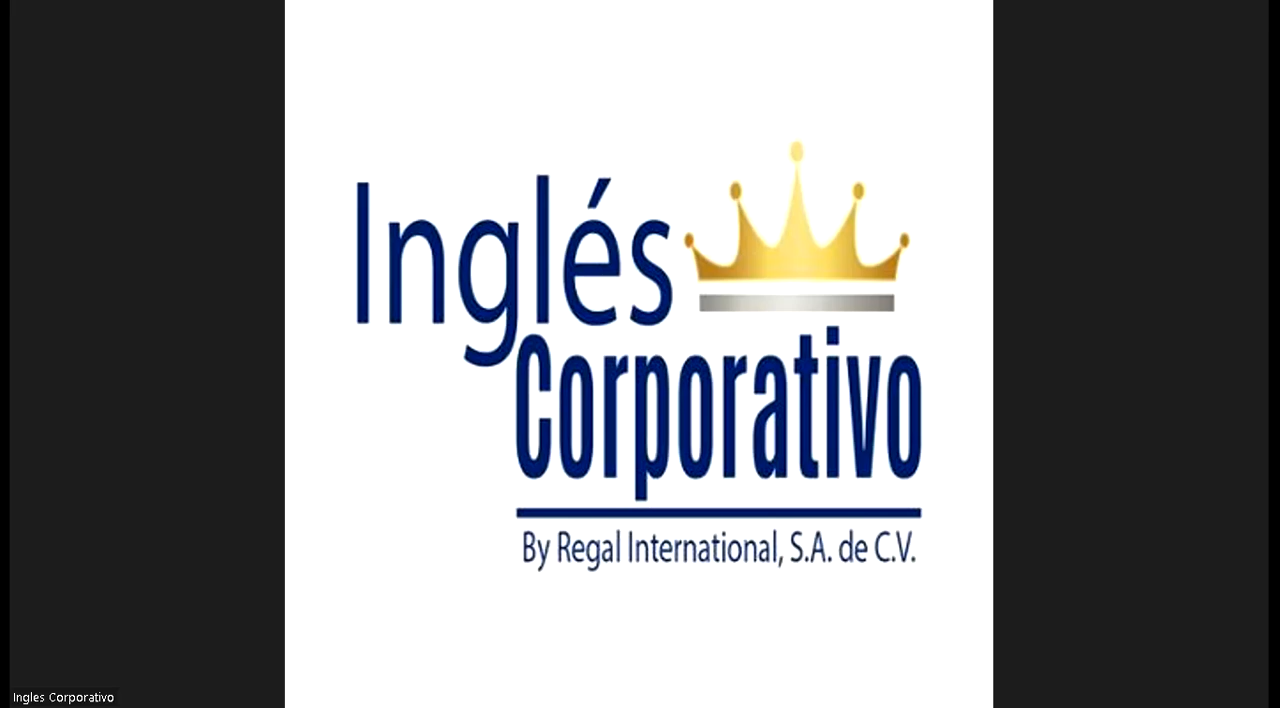 Inglés
Corporativo
By Regal International, S.A. de C.V.
Ingles Corporativo